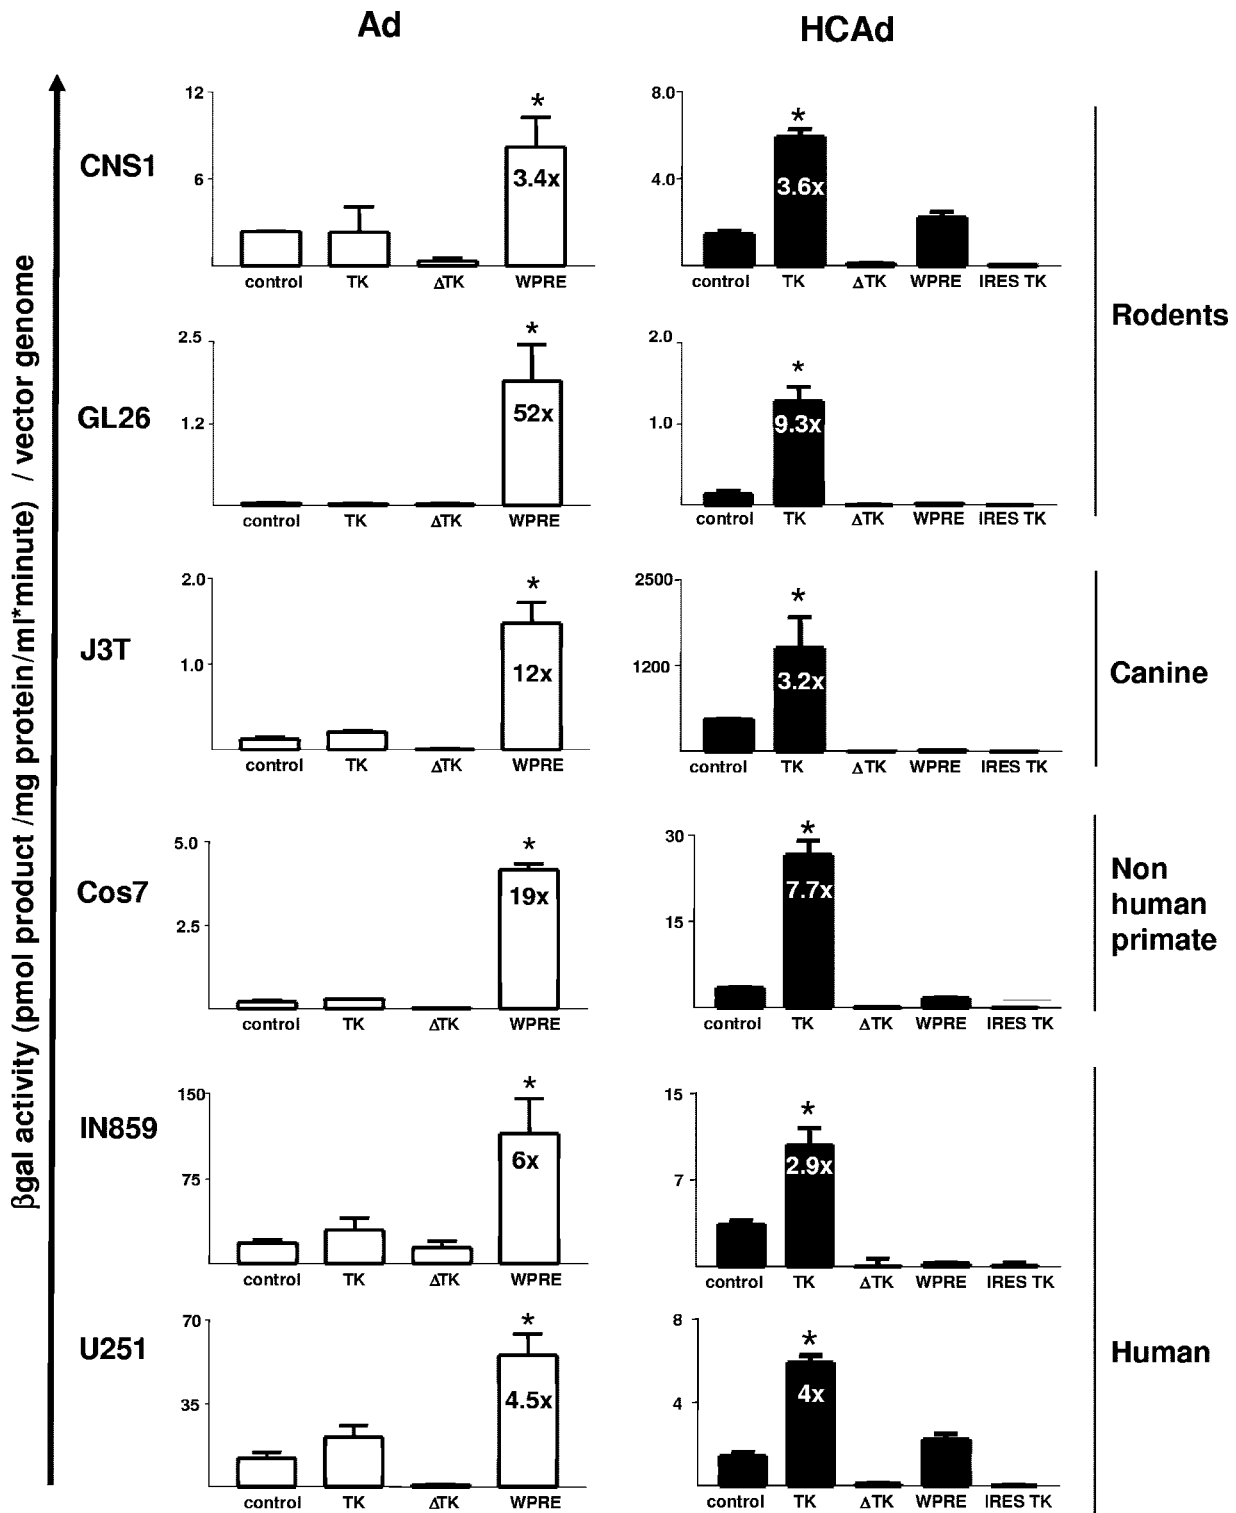 Ad
HCAd
βgal activity (pmol product /mg protein/ml*minute) / vector genome
CNS1
12
6
*
3.4x
control TK ΔTK WPRE
8.0
4.0
*
3.6x
control TK ΔTK WPRE IRES TK
Rodents
GL26
2.5
1.2
*
52x
control TK ΔTK WPRE
2.0
1.0
*
9.3x
control TK ΔTK WPRE IRES TK
J3T
2.0
1.0
*
12x
control TK ΔTK WPRE
2500
1200
*
3.2x
control TK ΔTK WPRE IRES TK
Canine
Cos7
5.0
2.5
*
19x
control TK ΔTK WPRE
30
15
*
7.7x
control TK ΔTK WPRE IRES TK
Non
human
primate
IN859
150
75
*
6x
control TK ΔTK WPRE
15
7
*
2.9x
control TK ΔTK WPRE IRES TK
U251
70
35
*
4.5x
control TK ΔTK WPRE
8
4
*
4x
control TK ΔTK WPRE IRES TK
Human